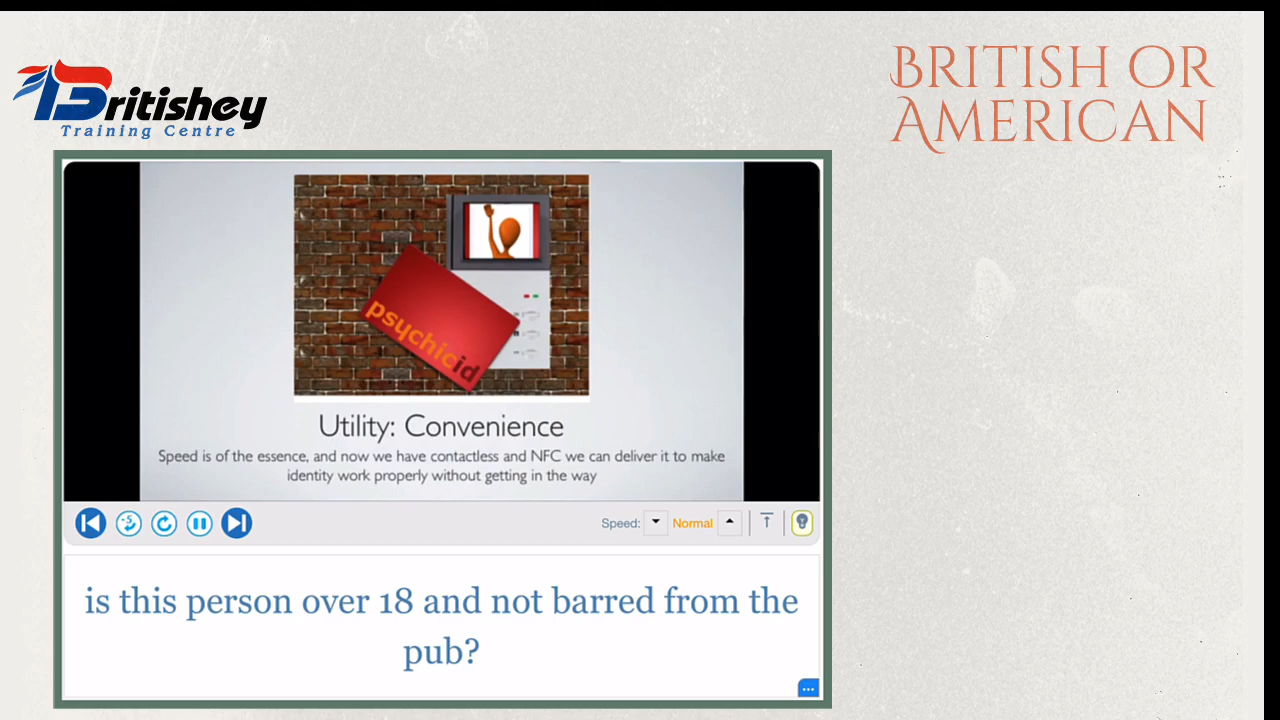 Britishey
Training Centre
BRITISH OR
AMERICAN
psychicid
Utility: Convenience
Speed is of the essence, and now we have contactless and NFC we can deliver it to make
identity work properly without getting in the way
-5
Speed:
Normal
is this person over 18 and not barred from the
pub?